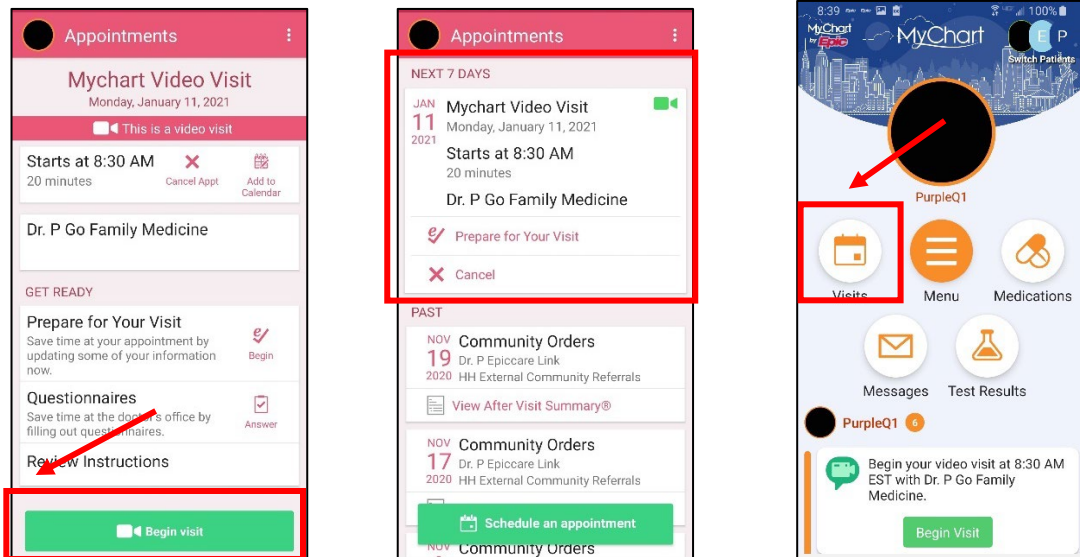 Appointments
Mychart Video Visit
Monday, January 11, 2021
This is a video visit
Starts at 8:30 AM
20 minutes
Cancel Appt
Add to
Calendar
Dr. P Go Family Medicine
GET READY
Prepare for Your Visit
Save time at your appointment by
updating some of your information
now.
Begin
Questionnaires
Save time at the doctor's office by
filling out questionnaires.
Answer
Review Instructions
Begin visit
Appointments
NEXT 7 DAYS
JAN
11
2021
Mychart Video Visit
Monday, January 11, 2021
Starts at 8:30 AM
20 minutes
Dr. P Go Family Medicine
Prepare for Your Visit
Cancel
PAST
NOV
19
2020
Community Orders
Dr. P Epiccare Link
HH External Community Referrals
View After Visit Summary®
NOV
17
2020
Community Orders
Dr. P Epiccare Link
HH External Community Referrals
Schedule an appointment
NOV
Community Orders
8:39
100%
MyChart
by Epic
MyChart
E
P
Switch Patients
PurpleQ1
Visits
Menu
Medications
Messages
Test Results
PurpleQ1
6
Begin your video visit at 8:30 AM
EST with Dr. P Go Family
Medicine.
Begin Visit